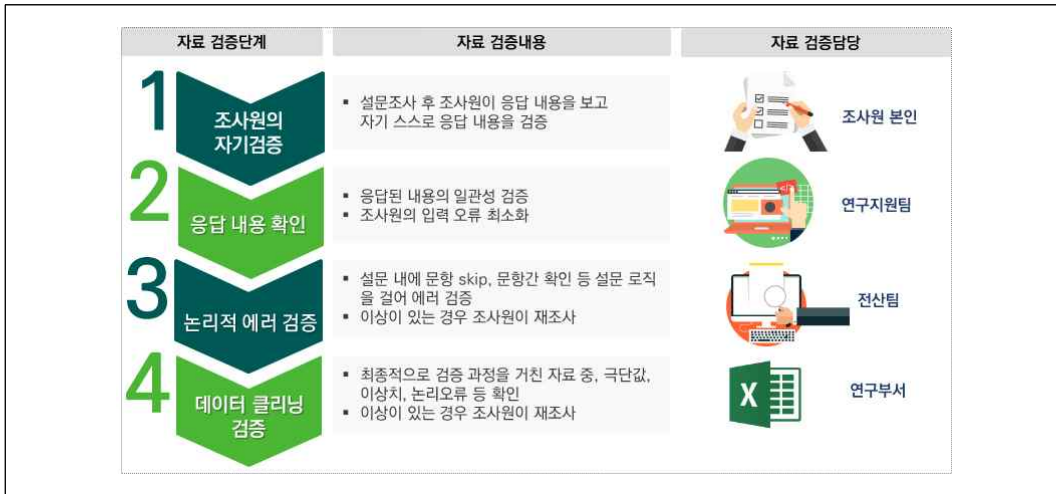 자료 검증단계
자료 검증내용
자료 검증담당
1
조사원의
자기검증
▪ 설문조사 후 조사원이 응답 내용을 보고
자기 스스로 응답 내용을 검증
조사원 본인
2
응답 내용 확인
▪ 응답된 내용의 일관성 검증
▪ 조사원의 입력 오류 최소화
연구지원팀
3
논리적 에러 검증
▪ 설문 내에 문항 skip, 문항간 확인 등 설문 로직
을 걸어 에러 검증
▪ 이상이 있는 경우 조사원이 재조사
전산팀
4
데이터 클리닝
검증
▪ 최종적으로 검증 과정을 거친 자료 중, 극단값,
이상치, 논리오류 등 확인
▪ 이상이 있는 경우 조사원이 재조사
X
연구부서